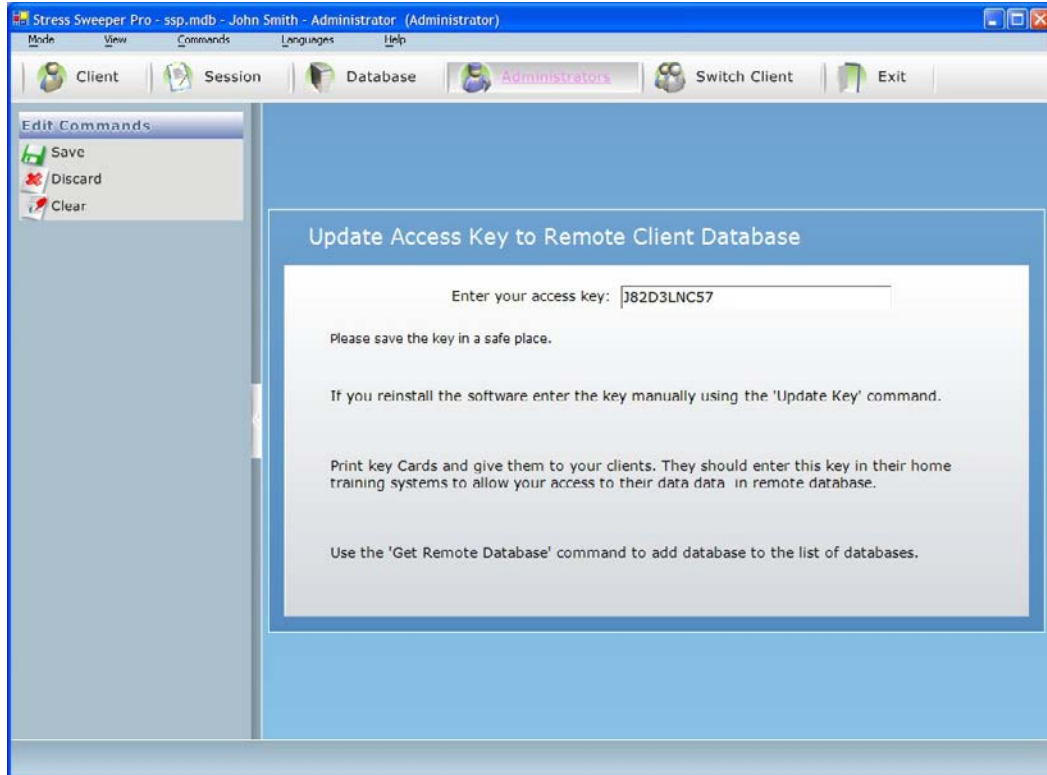 Stress Sweeper Pro - ssp.mdb - John Smith - Administrator (Administrator)
Mode View Commands Languages Help
Client Session Database Administrators Switch Client Exit
Edit Commands
Save
Discard
Clear
Update Access Key to Remote Client Database
Enter your access key: J82D3LNC57
Please save the key in a safe place.
If you reinstall the software enter the key manually using the 'Update Key' command.
Print key Cards and give them to your clients. They should enter this key in their home
training systems to allow your access to their data data in remote database.
Use the 'Get Remote Database' command to add database to the list of databases.